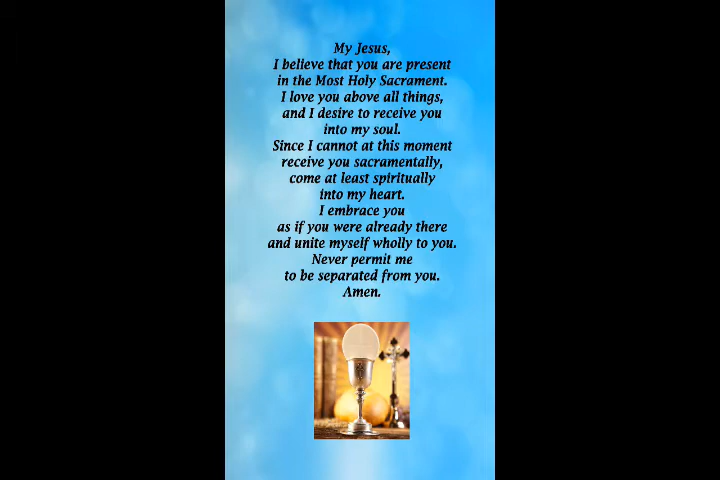 My Jesus,
I believe that you are present
in the Most Holy Sacrament.
I love you above all things,
and I desire to receive you
into my soul.
Since I cannot at this moment
receive you sacramentally,
come at least spiritually
into my heart.
I embrace you
as if you were already there
and unite myself wholly to you.
Never permit me
to be separated from you.
Amen.